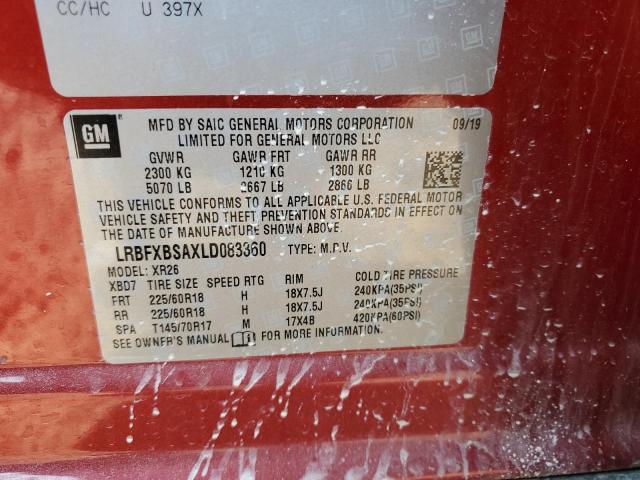 CC/HC U 397X
GM
MFD BY SAIC GENERAL MOTORS CORPORATION 09/19
LIMITED FOR GENERAL MOTORS LLC
GVWR GAWR FRT GAWR RR
2300 KG 1210 KG 1300 KG
5070 LB 2667 LB 2866 LB
THIS VEHICLE CONFORMS TO ALL APPLICABLE U.S. FEDERAL MOTOR
VEHICLE SAFETY AND THEFT PREVENTION STANDARDS IN EFFECT ON
THE DATE OF MANUFACTURE SHOWN ABOVE.
LRBFXBSAXLD083360 TYPE: M.P.V.
MODEL: XR26
XBD7 TIRE SIZE SPEED RTG RIM COLD TIRE PRESSURE
FRT 225/60R18 H 18X7.5J 240KPA(35PSI)
RR 225/60R18 H 18X7.5J 240KPA(35PSI)
SPA T145/70R17 M 17X4B 420KPA(60PSI)
SEE OWNER'S MANUAL FOR MORE INFORMATION